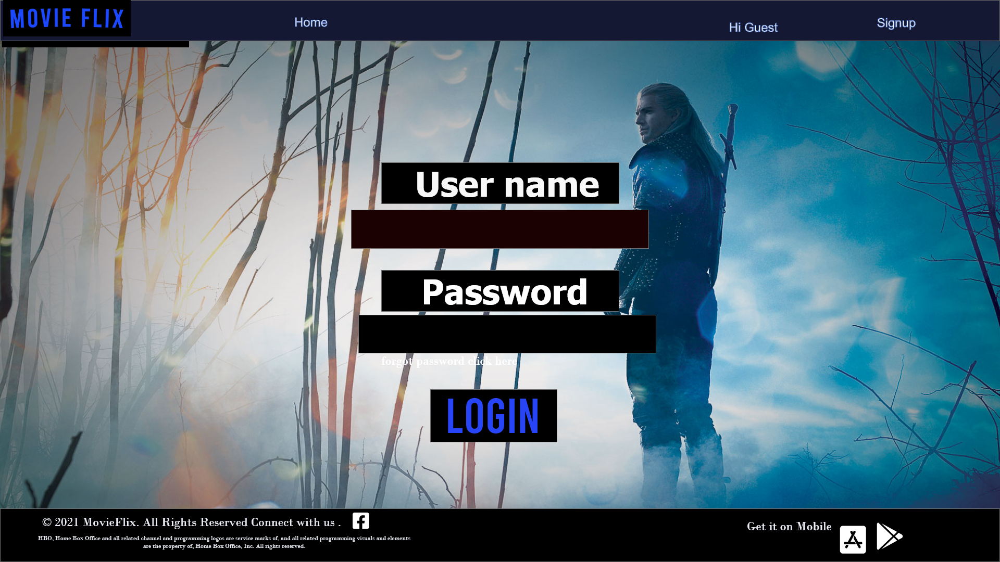 MOVIE FLIX
Home
Hi Guest
Signup
User name
Password
forgot password click here
LOGIN
© 2021 MovieFlix. All Rights Reserved Connect with us .
HBO, Home Box Office and all related channel and programming logos are service marks of, and all related programming visuals and elements
are the property of, Home Box Office, Inc. All rights reserved.
Get it on Mobile